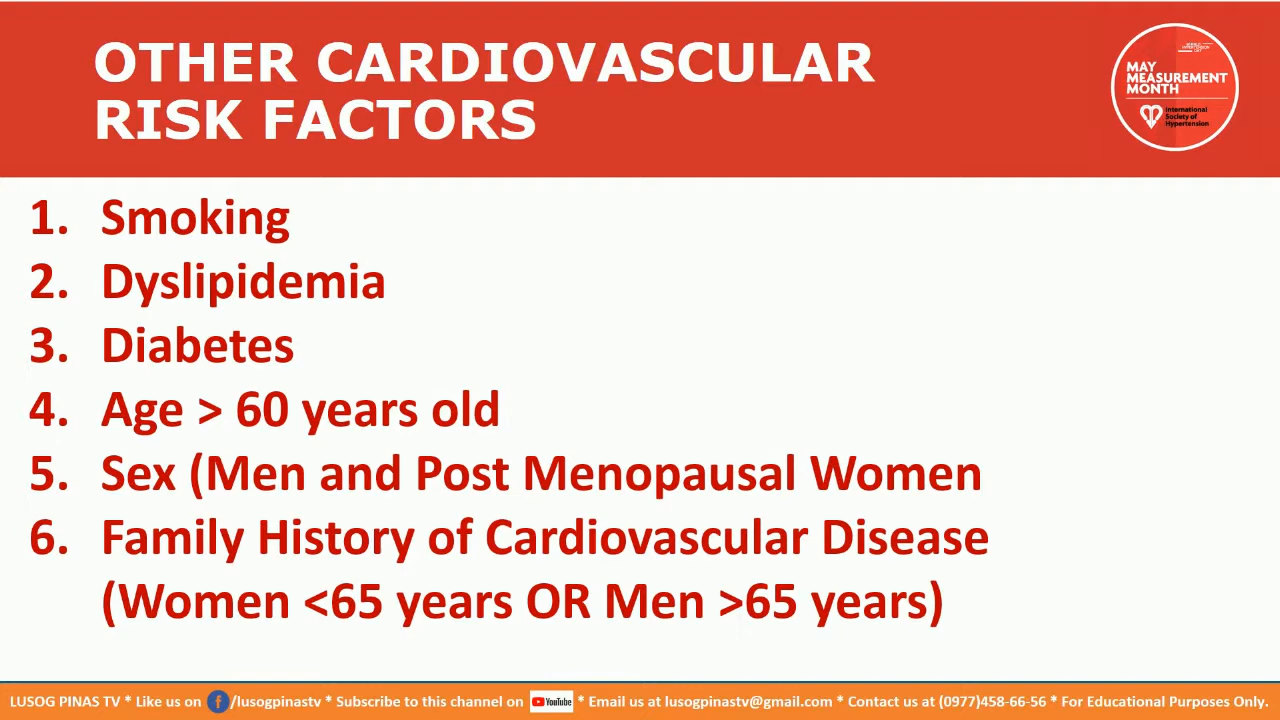 OTHER CARDIOVASCULAR
RISK FACTORS
MAY
MEASUREMENT
MONTH
International
Society of
Hypertension
1. Smoking
2. Dyslipidemia
3. Diabetes
4. Age > 60 years old
5. Sex (Men and Post Menopausal Women
6. Family History of Cardiovascular Disease
(Women <65 years OR Men >65 years)
LUSOG PINAS TV * Like us on f /lusogpinastv * Subscribe to this channel on YouTube * Email us at lusogpinastv@gmail.com * Contact us at (0977)458-66-56 * For Educational Purposes Only.